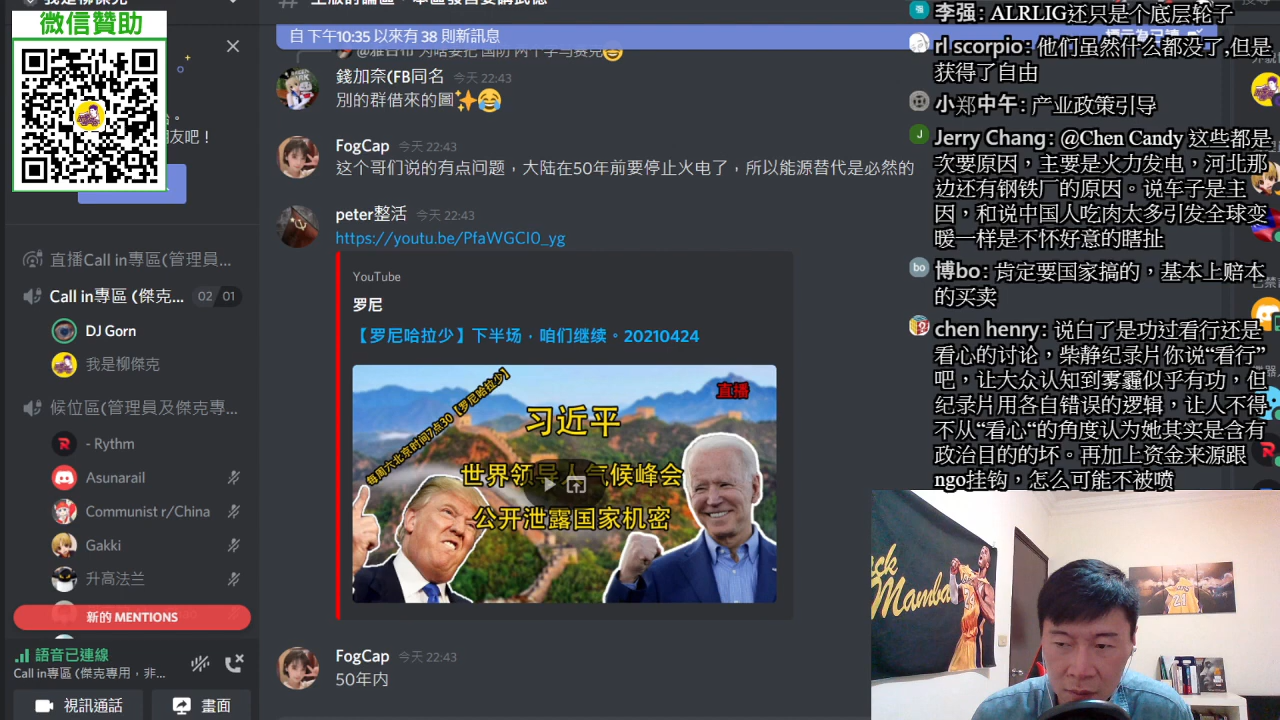 微信贊助
自 下午10:35 以來有 38 則新訊息
錢加奈(FB同名 今天 22:43
別的群借來的圖✨😂
友吧！
FogCap 今天 22:43
这个哥们说的有点问题，大陆在50年前要停止火电了，所以能源替代是必然的
peter整活 今天 22:43
https://youtu.be/PfaWGCI0_yg
YouTube
罗尼
【罗尼哈拉少】下半场，咱们继续。20210424
每周六北京时间7点30【罗尼哈拉少】
直播
习近平
世界领导人气候峰会
公开泄露国家机密
FogCap 今天 22:43
50年内
直播Call in專區(管理員...
Call in專區 (傑克... 02 01
DJ Gorn
我是柳傑克
候位區(管理員及傑克專...
- Rythm
Asunarail
Communist r/China
Gakki
升高法兰
新的 MENTIONS
語音已連線
Call in專區 (傑克專用，非...
視訊通話
畫面
李强: ALRLIG还只是个底层轮子
rl scorpio: 他们虽然什么都没了,但是
获得了自由
小郑中午: 产业政策引导
Jerry Chang: @Chen Candy 这些都是
次要原因，主要是火力发电，河北那
边还有钢铁厂的原因。说车子是主
因，和说中国人吃肉太多引发全球变
暖一样是不怀好意的瞎扯
博bo: 肯定要国家搞的，基本上赔本
的买卖
chen henry: 说白了是功过看行还是
看心的讨论，柴静纪录片你说“看行”
吧，让大众认知到雾霾似乎有功，但
纪录片用各自错误的逻辑，让人不得
不从“看心“的角度认为她其实是含有
政治目的的坏。再加上资金来源跟
ngo挂钩，怎么可能不被喷
Mamba
24